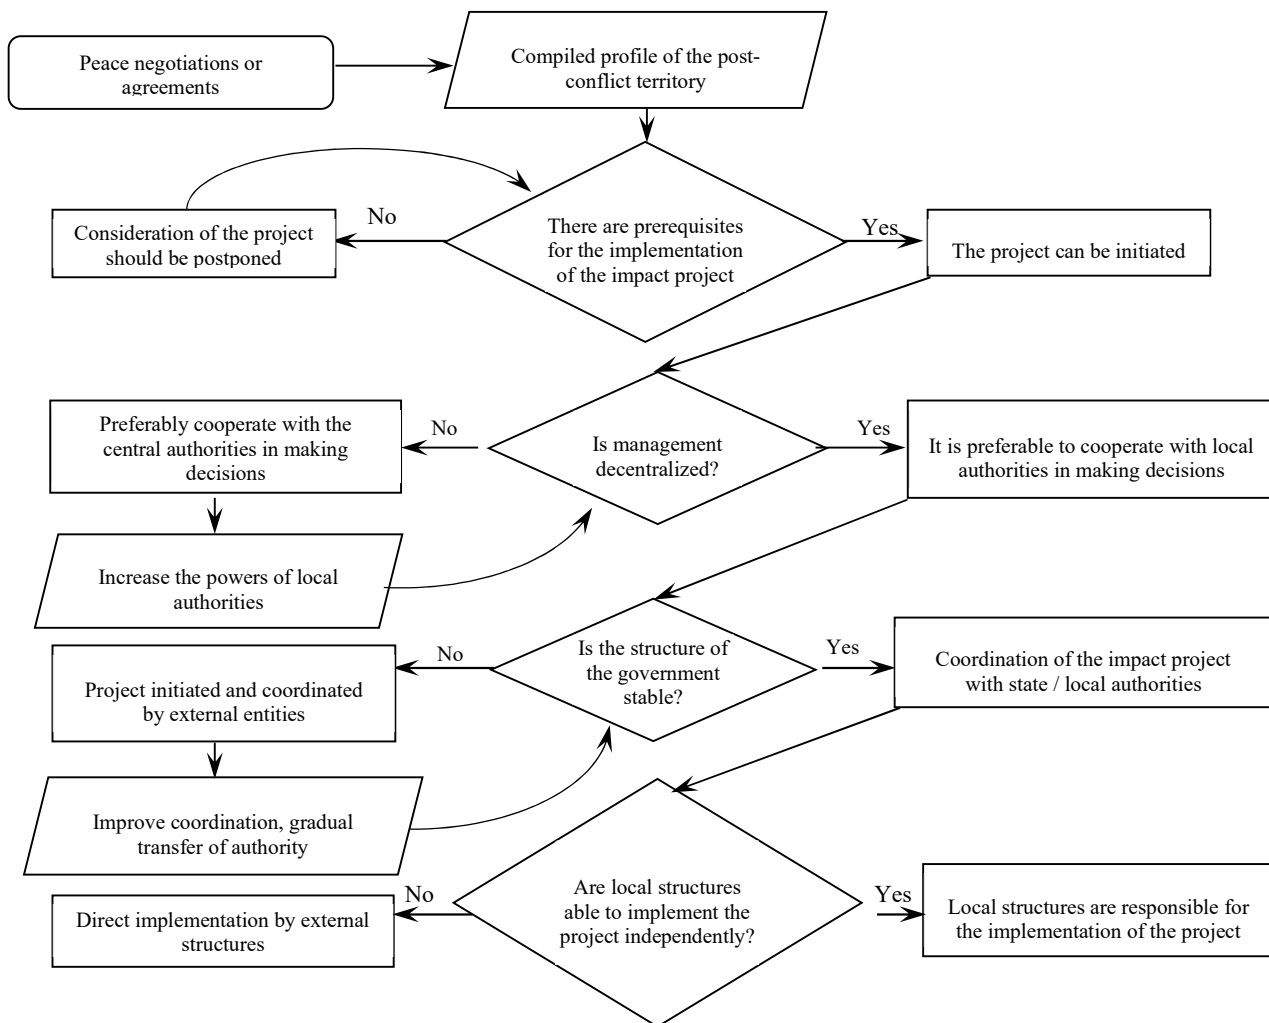 Peace negotiations or
agreements
Compiled profile of the post-
conflict territory
No
Yes
Consideration of the project
should be postponed
There are prerequisites
for the implementation
of the impact project
The project can be initiated
Preferably cooperate with the
central authorities in making
decisions
No
Is management
decentralized?
Yes
It is preferable to cooperate with local
authorities in making decisions
Increase the powers of local
authorities
Project initiated and coordinated
by external entities
No
Is the structure of
the government
stable?
Yes
Coordination of the impact project
with state / local authorities
Improve coordination, gradual
transfer of authority
Direct implementation by external
structures
No
Are local structures
able to implement the
project independently?
Yes
Local structures are responsible for
the implementation of the project